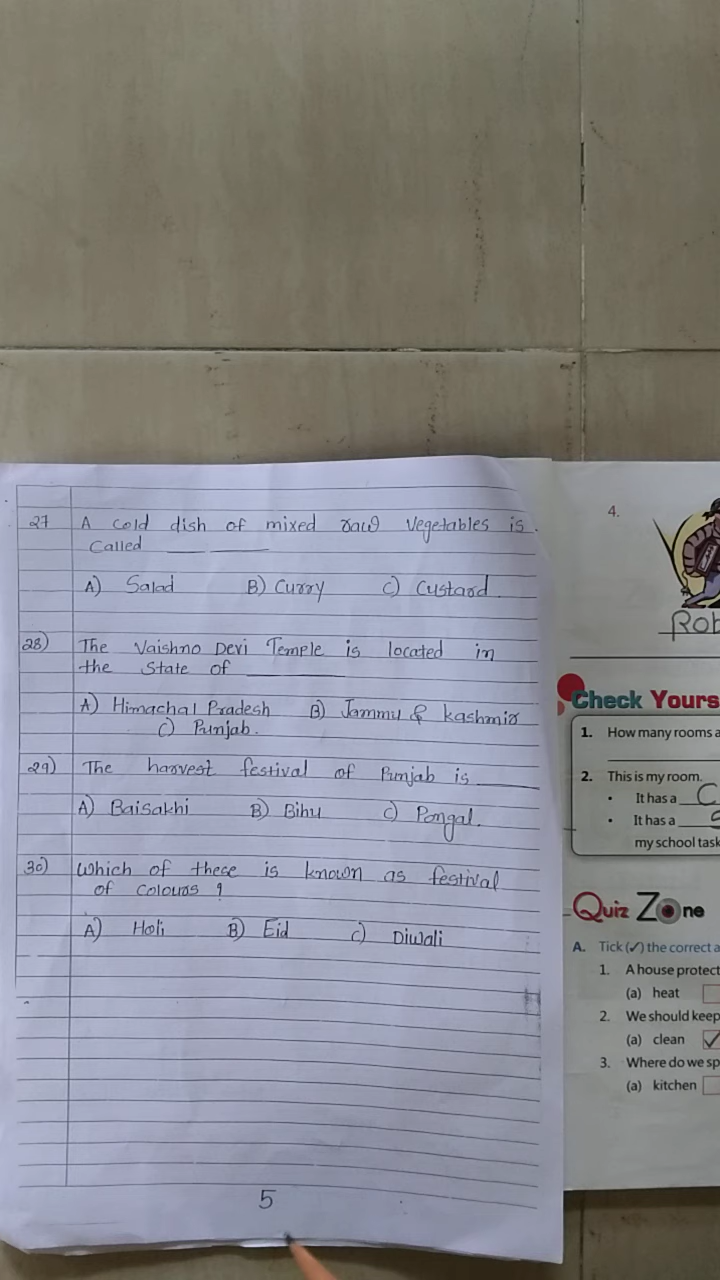 27 A cold dish of mixed raw vegetables is.
Called ____ ____
A) Salad B) Curry C) Custard
28) The Vaishno Devi Temple is located in
the State of ________
A) Himachal Pradesh B) Jammu & kashmir
C) Punjab.
29) The harvest festival of Punjab is ____
A) Baisakhi B) Bihu C) Pongal.
30) Which of these is known as festival
of colours ?
A) Holi B) Eid C) Diwali
5
4.
Check Yours
1. How many rooms a
2. This is my room.
• It has a
• It has a
my school task
Quiz Zone
A. Tick (✓) the correct a
1. A house protect
(a) heat
2. We should keep
(a) clean ✓
3. Where do we sp
(a) kitchen